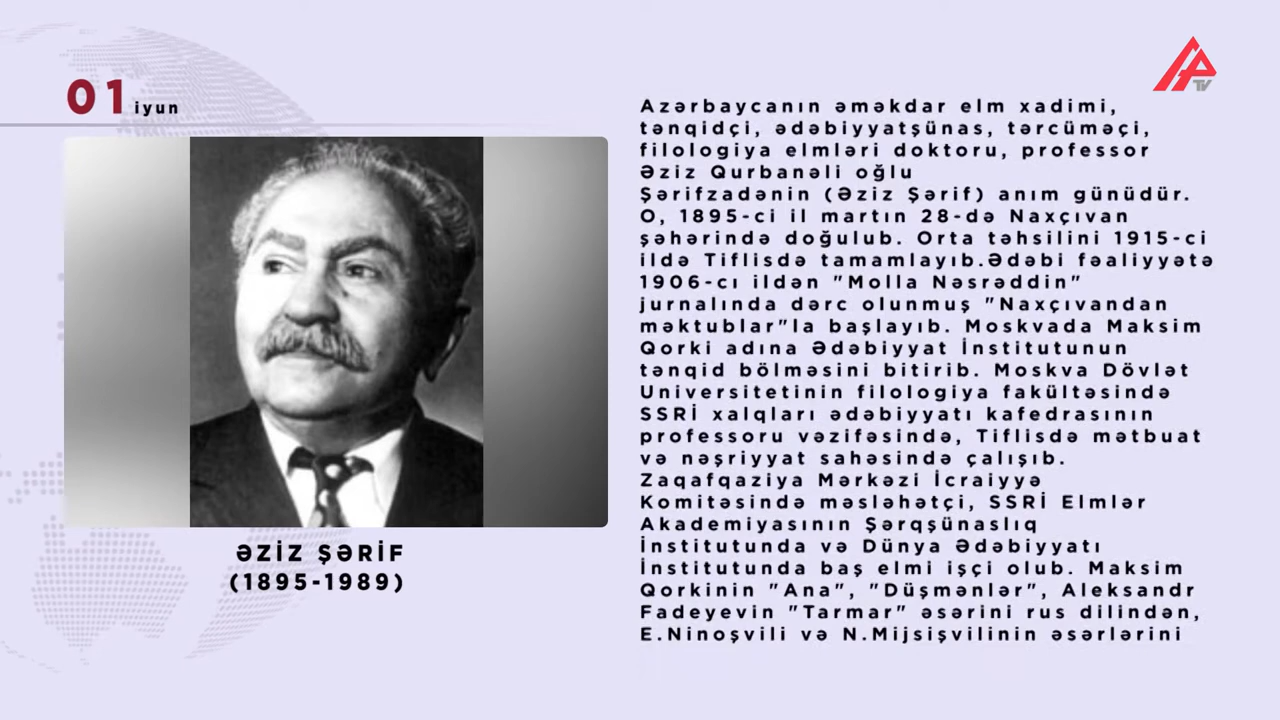 01 iyun
ƏZİZ ŞƏRİF
(1895-1989)
APA
TV
Azərbaycanın əməkdar elm xadimi,
tənqidçi, ədəbiyyatşünas, tərcüməçi,
filologiya elmləri doktoru, professor
Əziz Qurbanəli oğlu
Şərifzadənin (Əziz Şərif) anım günüdür.
O, 1895-ci il martın 28-də Naxçıvan
şəhərində doğulub. Orta təhsilini 1915-ci
ildə Tiflisdə tamamlayıb.Ədəbi fəaliyyətə
1906-cı ildən "Molla Nəsrəddin"
jurnalında dərc olunmuş "Naxçıvandan
məktublar"la başlayıb. Moskvada Maksim
Qorki adına Ədəbiyyat İnstitutunun
tənqid bölməsini bitirib. Moskva Dövlət
Universitetinin filologiya fakültəsində
SSRİ xalqları ədəbiyyatı kafedrasının
professoru vəzifəsində, Tiflisdə mətbuat
və nəşriyyat sahəsində çalışıb.
Zaqafqaziya Mərkəzi İcraiyyə
Komitəsində məsləhətçi, SSRİ Elmlər
Akademiyasının Şərqşünaslıq
İnstitutunda və Dünya Ədəbiyyatı
İnstitutunda baş elmi işçi olub. Maksim
Qorkinin "Ana", "Düşmənlər", Aleksandr
Fadeyevin "Tarmar" əsərini rus dilindən,
E.Ninoşvili və N.Mijsişvilinin əsərlərini